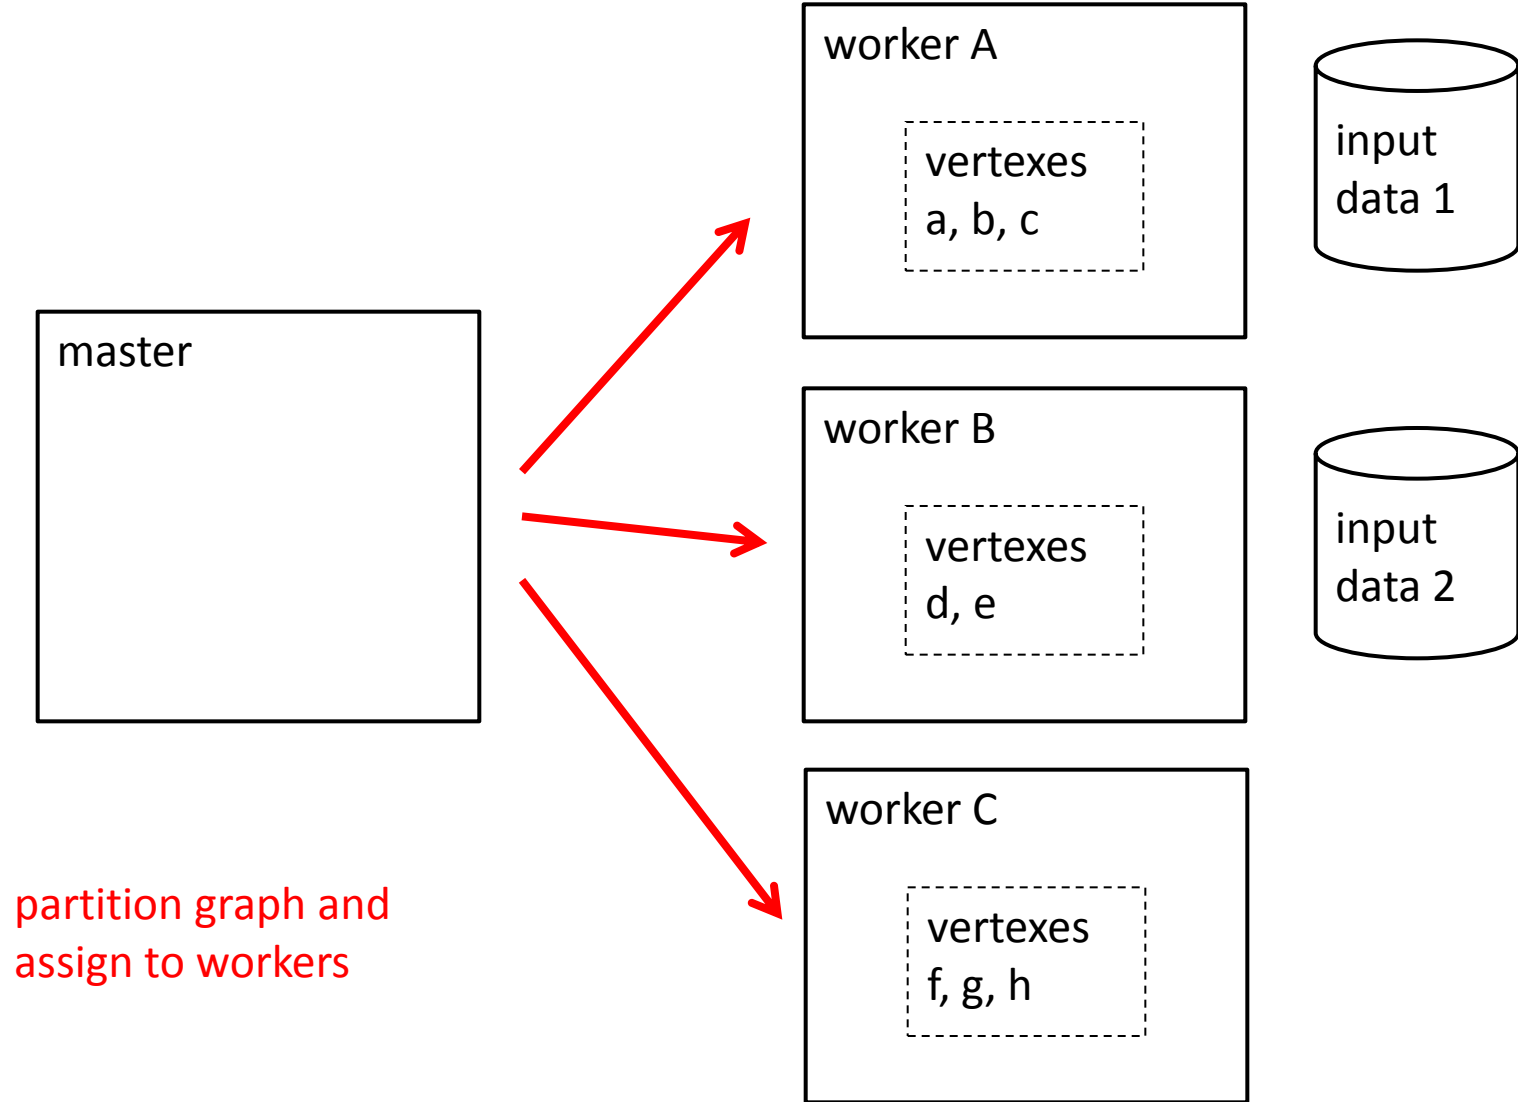 master
partition graph and
assign to workers
worker A
vertexes
a, b, c
input
data 1
worker B
vertexes
d, e
input
data 2
worker C
vertexes
f, g, h